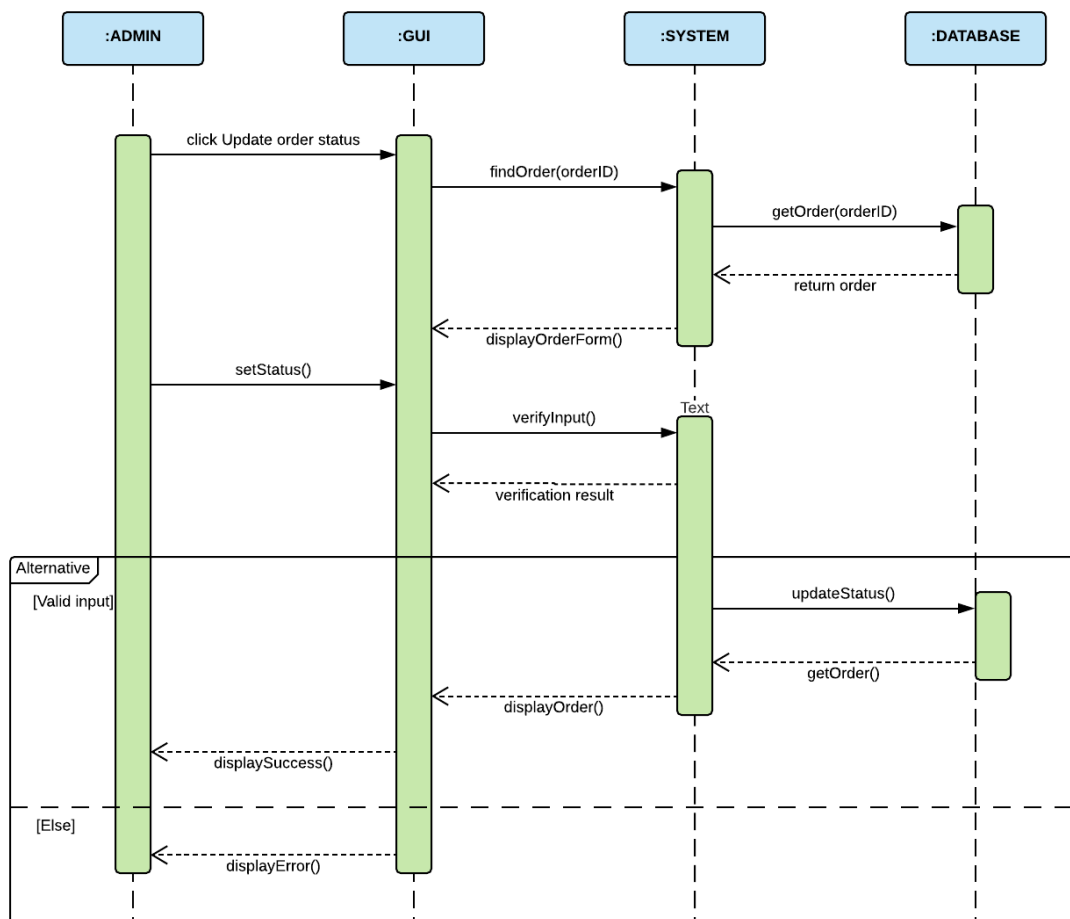 :ADMIN
:GUI
:SYSTEM
:DATABASE
click Update order status
findOrder(orderID)
getOrder(orderID)
return order
displayOrderForm()
setStatus()
Text
verifyInput()
verification result
Alternative
[Valid input]
updateStatus()
getOrder()
displayOrder()
displaySuccess()
[Else]
displayError()